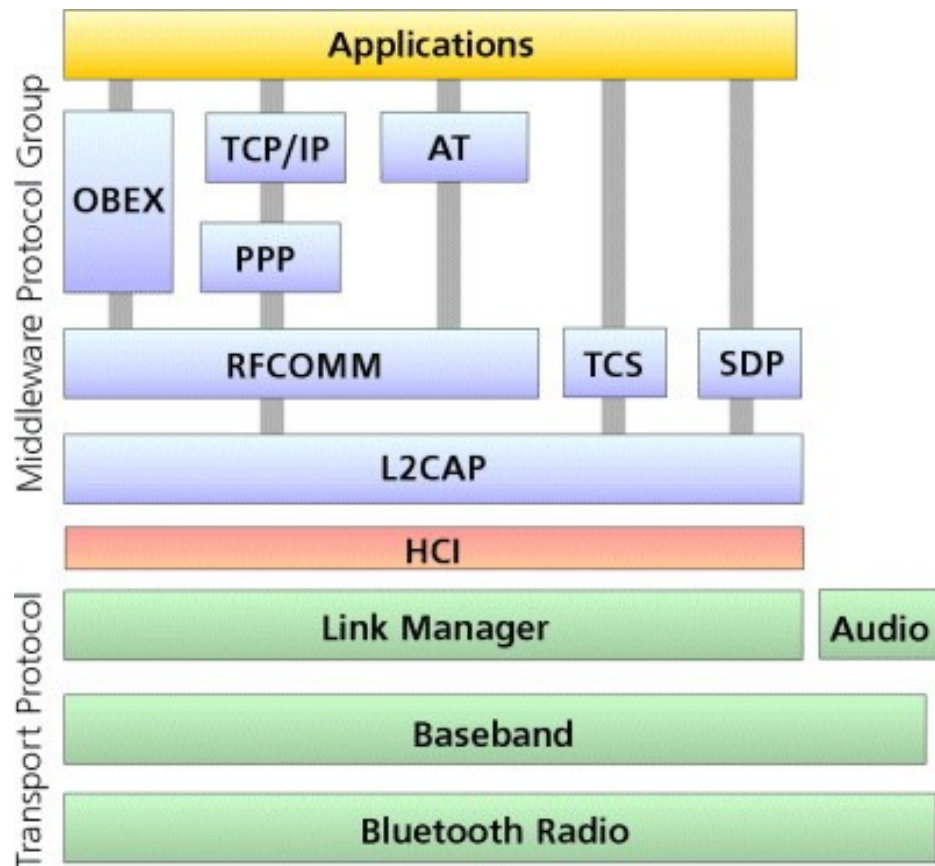 Applications
Middleware Protocol Group
OBEX
TCP/IP
AT
PPP
RFCOMM
TCS
SDP
L2CAP
HCI
Transport Protocol
Link Manager
Audio
Baseband
Bluetooth Radio